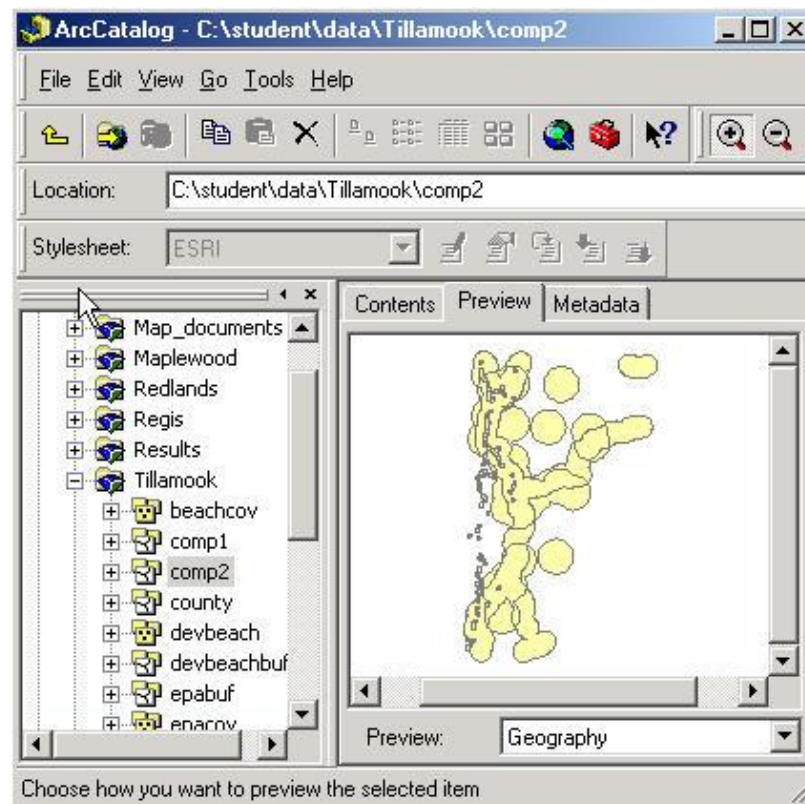 ArcCatalog - C:\student\data\Tillamook\comp2
File Edit View Go Tools Help
Location: C:\student\data\Tillamook\comp2
Stylesheet: ESRI
Contents Preview Metadata
Map_documents
Maplewood
Redlands
Regis
Results
Tillamook
beachcov
comp1
comp2
county
devbeach
devbeachbuf
epabuf
epacov
Preview: Geography
Choose how you want to preview the selected item